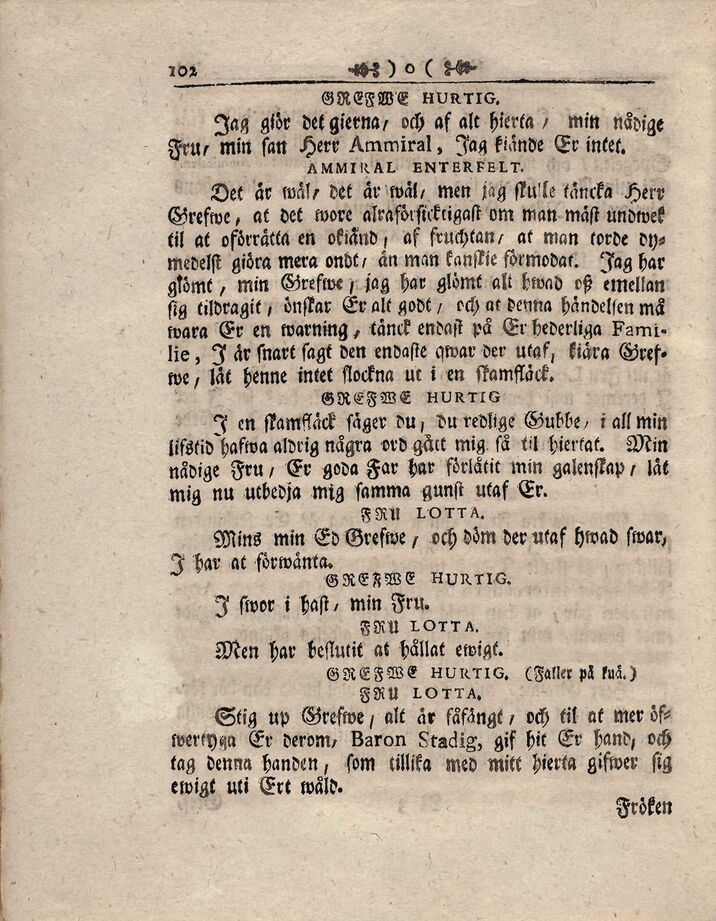 102 ) o (
GREFWE HURTIG.
Jag giör det gierna/ och af alt hierta / min nådige
Fru/ min san Herr Ammiral, Jag kiände Er intet.
AMMIRAL ENTERFELT.
Det är wäl/ det är wäl/ men jag skulle täncka Herr
Grefwe, at det wore alraförsicktigast om man mäst undwek
til at oförrätta en okiänd, af fruchtan/ at man torde dy-
medelst giöra mera ondt/ än man kanskie förmodat. Jag har
glömt, min Grefwe/ jag har glömt alt hwad oß emellan
sig tildragit, önskar Er alt godt/ och at denna händelsen må
wara Er en warning, tänck endast på Er hederliga Fami-
lie, J är snart sagt den endaste qwar der utaf, kiära Gref-
we/ låt henne intet slockna ut i en skamfläck.
GREFWE HURTIG
J en skamfläck säger du, du redlige Gubbe/ i all min
lifstid hafwa aldrig några ord gått mig så til hiertat. Min
nådige Fru/ Er goda Far har förlåtit min galenskap/ låt
mig nu utbedja mig samma gunst utaf Er.
FRU LOTTA.
Mins min Ed Grefwe/ och döm der utaf hwad swar,
J har at förwänta.
GREFWE HURTIG.
J swor i hast/ min Fru.
FRU LOTTA.
Men har beslutit at hållat ewigt.
GREFWE HURTIG. (Faller på knä.)
FRU LOTTA.
Stig up Grefwe/ alt är fåfängt/ och til at mer öf-
wertyga Er derom/ Baron Stadig, gif hit Er hand/ och
tag denna handen/ som tillika med mitt hierta gifwer sig
ewigt uti Ert wåld.
Fröken